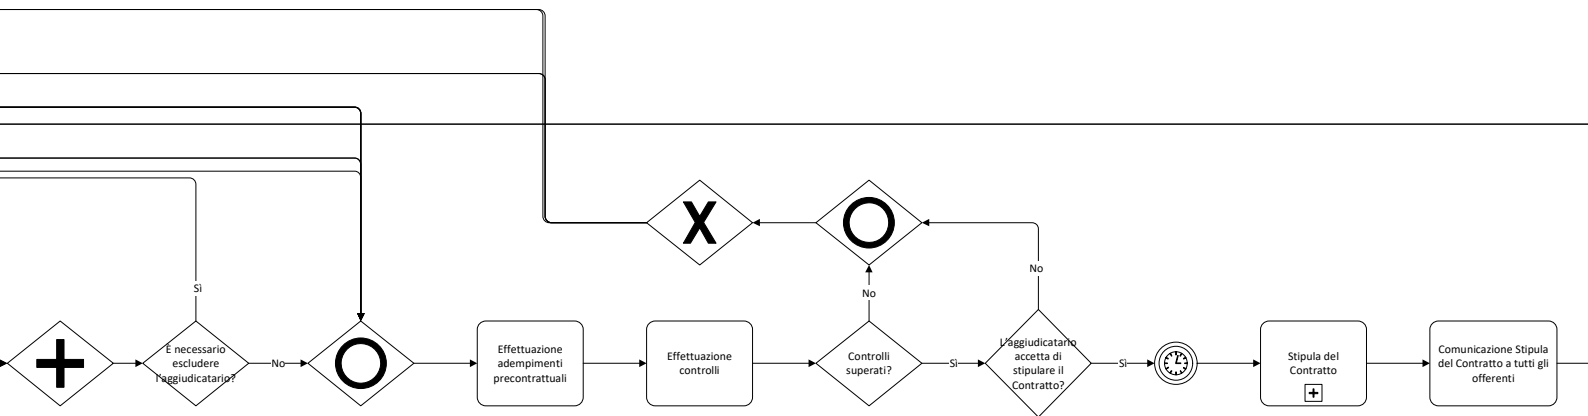 Sì
È necessario
escludere
l'aggiudicatario?
No
Effettuazione
adempimenti
precontrattuali
Effettuazione
controlli
X
No
Controlli
superati?
Sì
No
L'aggiudicatario
accetta di
stipulare il
Contratto?
Sì
Stipula del
Contratto
Comunicazione Stipula
del Contratto a tutti gli
offerenti